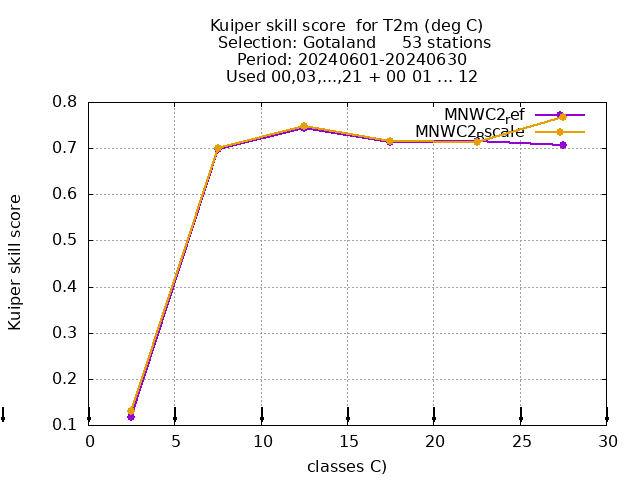 Kuiper skill score  for T2m (deg C)
Selection: Gotaland     53 stations
Period: 20240601-20240630
Used 00,03,...,21 + 00 01 ... 12
0.8
0.7
0.6
0.5
0.4
0.3
0.2
0.1
Kuiper skill score
MNWC2ref
MNWC2Rscale
0 5 10 15 20 25 30
classes C)